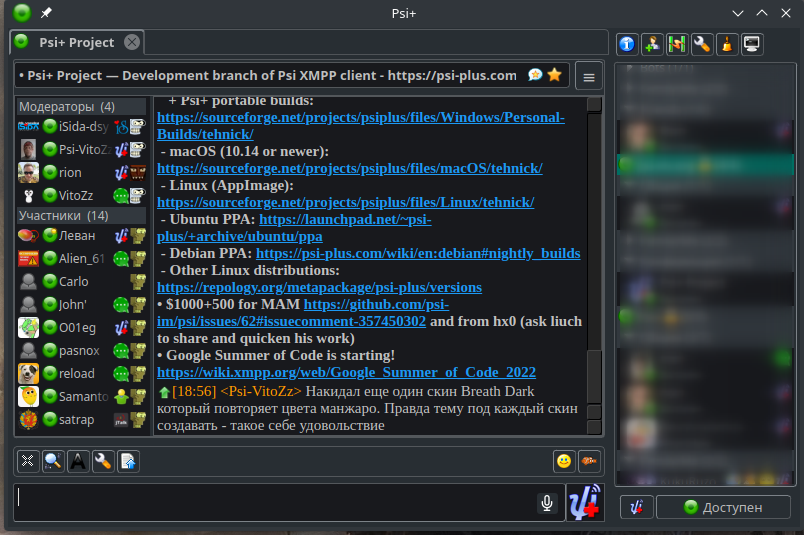 Psi+
Psi+ Project
• Psi+ Project — Development branch of Psi XMPP client - https://psi-plus.com
Модераторы (4)
iSida-dsy
Psi-VitoZz
rion
VitoZz
Участники (14)
Леван
Alien_61
Carlo
John'
O01eg
pasnox
reload
Samanto
satrap
+ Psi+ portable builds:
https://sourceforge.net/projects/psiplus/files/Windows/Personal-
Builds/tehnick/
- macOS (10.14 or newer):
https://sourceforge.net/projects/psiplus/files/macOS/tehnick/
- Linux (AppImage):
https://sourceforge.net/projects/psiplus/files/Linux/tehnick/
- Ubuntu PPA: https://launchpad.net/~psi-
plus/+archive/ubuntu/ppa
- Debian PPA: https://psi-plus.com/wiki/en:debian#nightly_builds
- Other Linux distributions:
https://repology.org/metapackage/psi-plus/versions
• $1000+500 for MAM https://github.com/psi-
im/psi/issues/62#issuecomment-357450302 and from hx0 (ask liuch
to share and quicken his work)
• Google Summer of Code is starting!
https://wiki.xmpp.org/web/Google_Summer_of_Code_2022
[18:56] <Psi-VitoZz> Накидал еще один скин Breath Dark
который повторяет цвета манжаро. Правда тему под каждый скин
создавать - такое себе удовольствие
Доступен